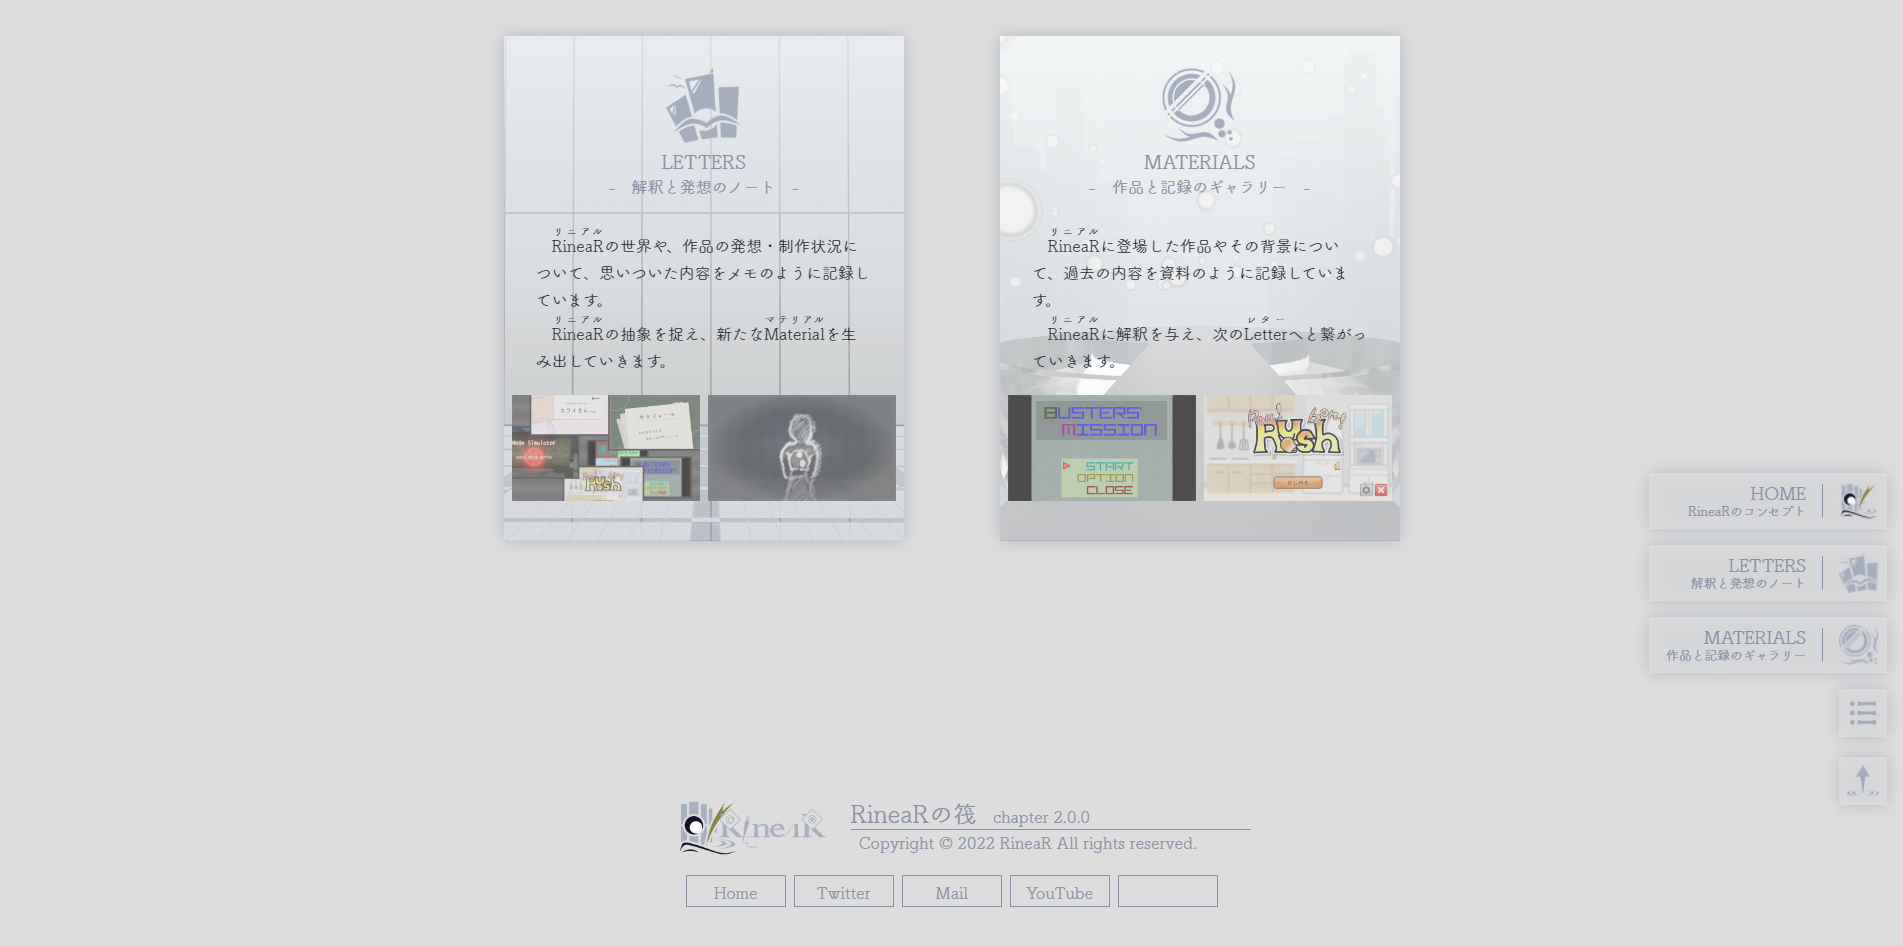 LETTERS
－　解釈と発想のノート　－
リニアル
RineaRの世界や、作品の発想・制作状況に
ついて、思いついた内容をメモのように記録し
ています。
リニアル　マテリアル
RineaRの抽象を捉え、新たなMaterialを生
み出していきます。
MATERIALS
－　作品と記録のギャラリー　－
リニアル
RineaRに登場した作品やその背景につい
て、過去の内容を資料のように記録していま
す。
リニアル　レター
RineaRに解釈を与え、次のLetterへと繋がっ
ていきます。
BUSTERS'
MISSION
START
OPTION
CLOSE
Rush
はじめる
HOME
RineaRのコンセプト
LETTERS
解釈と発想のノート
MATERIALS
作品と記録のギャラリー
RineaR
RineaRの筏　chapter 2.0.0
Copyright © 2022 RineaR All rights reserved.
Home
Twitter
Mail
YouTube